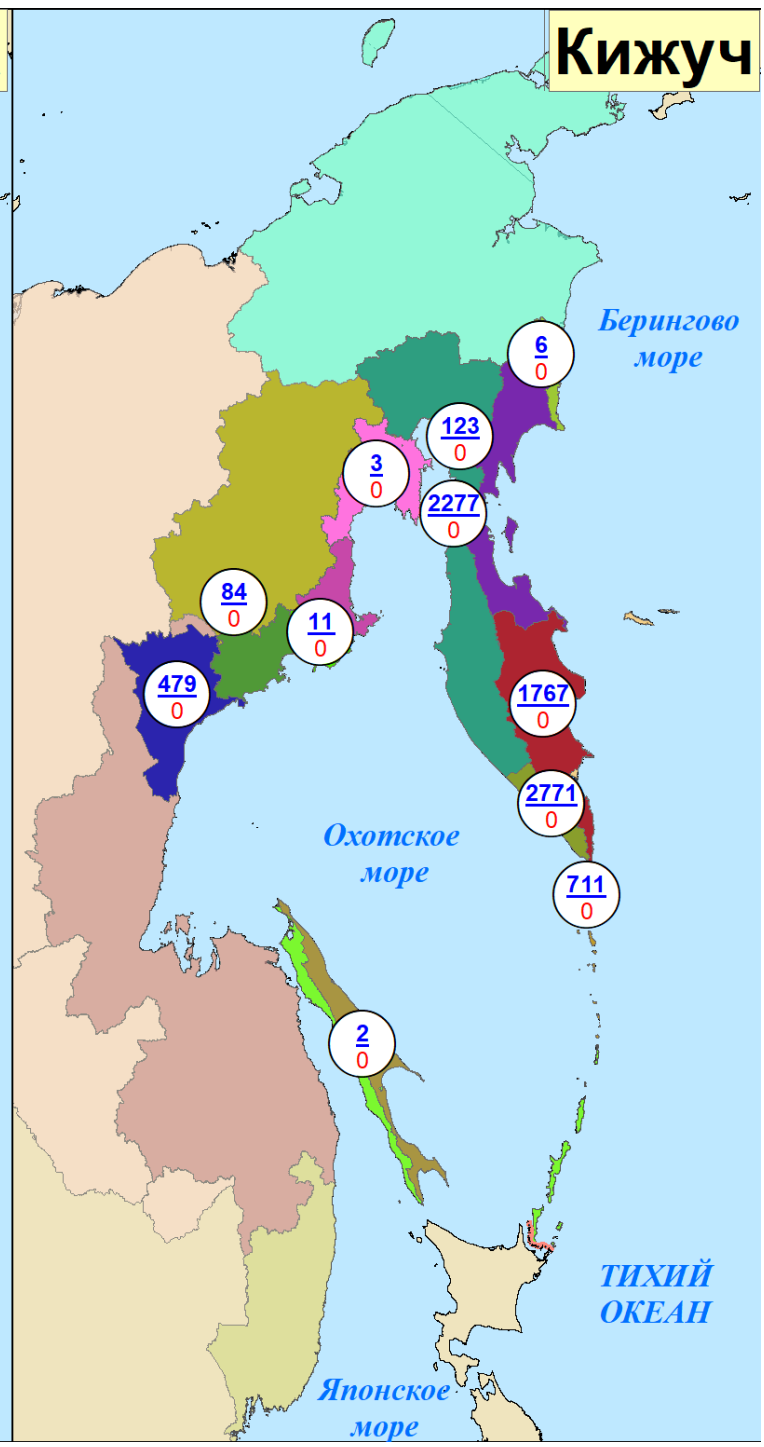 Кижуч
Берингово
море
6
0
123
0
3
0
2277
0
84
0
11
0
479
0
1767
0
2771
0
Охотское
море
711
0
2
0
ТИХИЙ
ОКЕАН
Японское
море